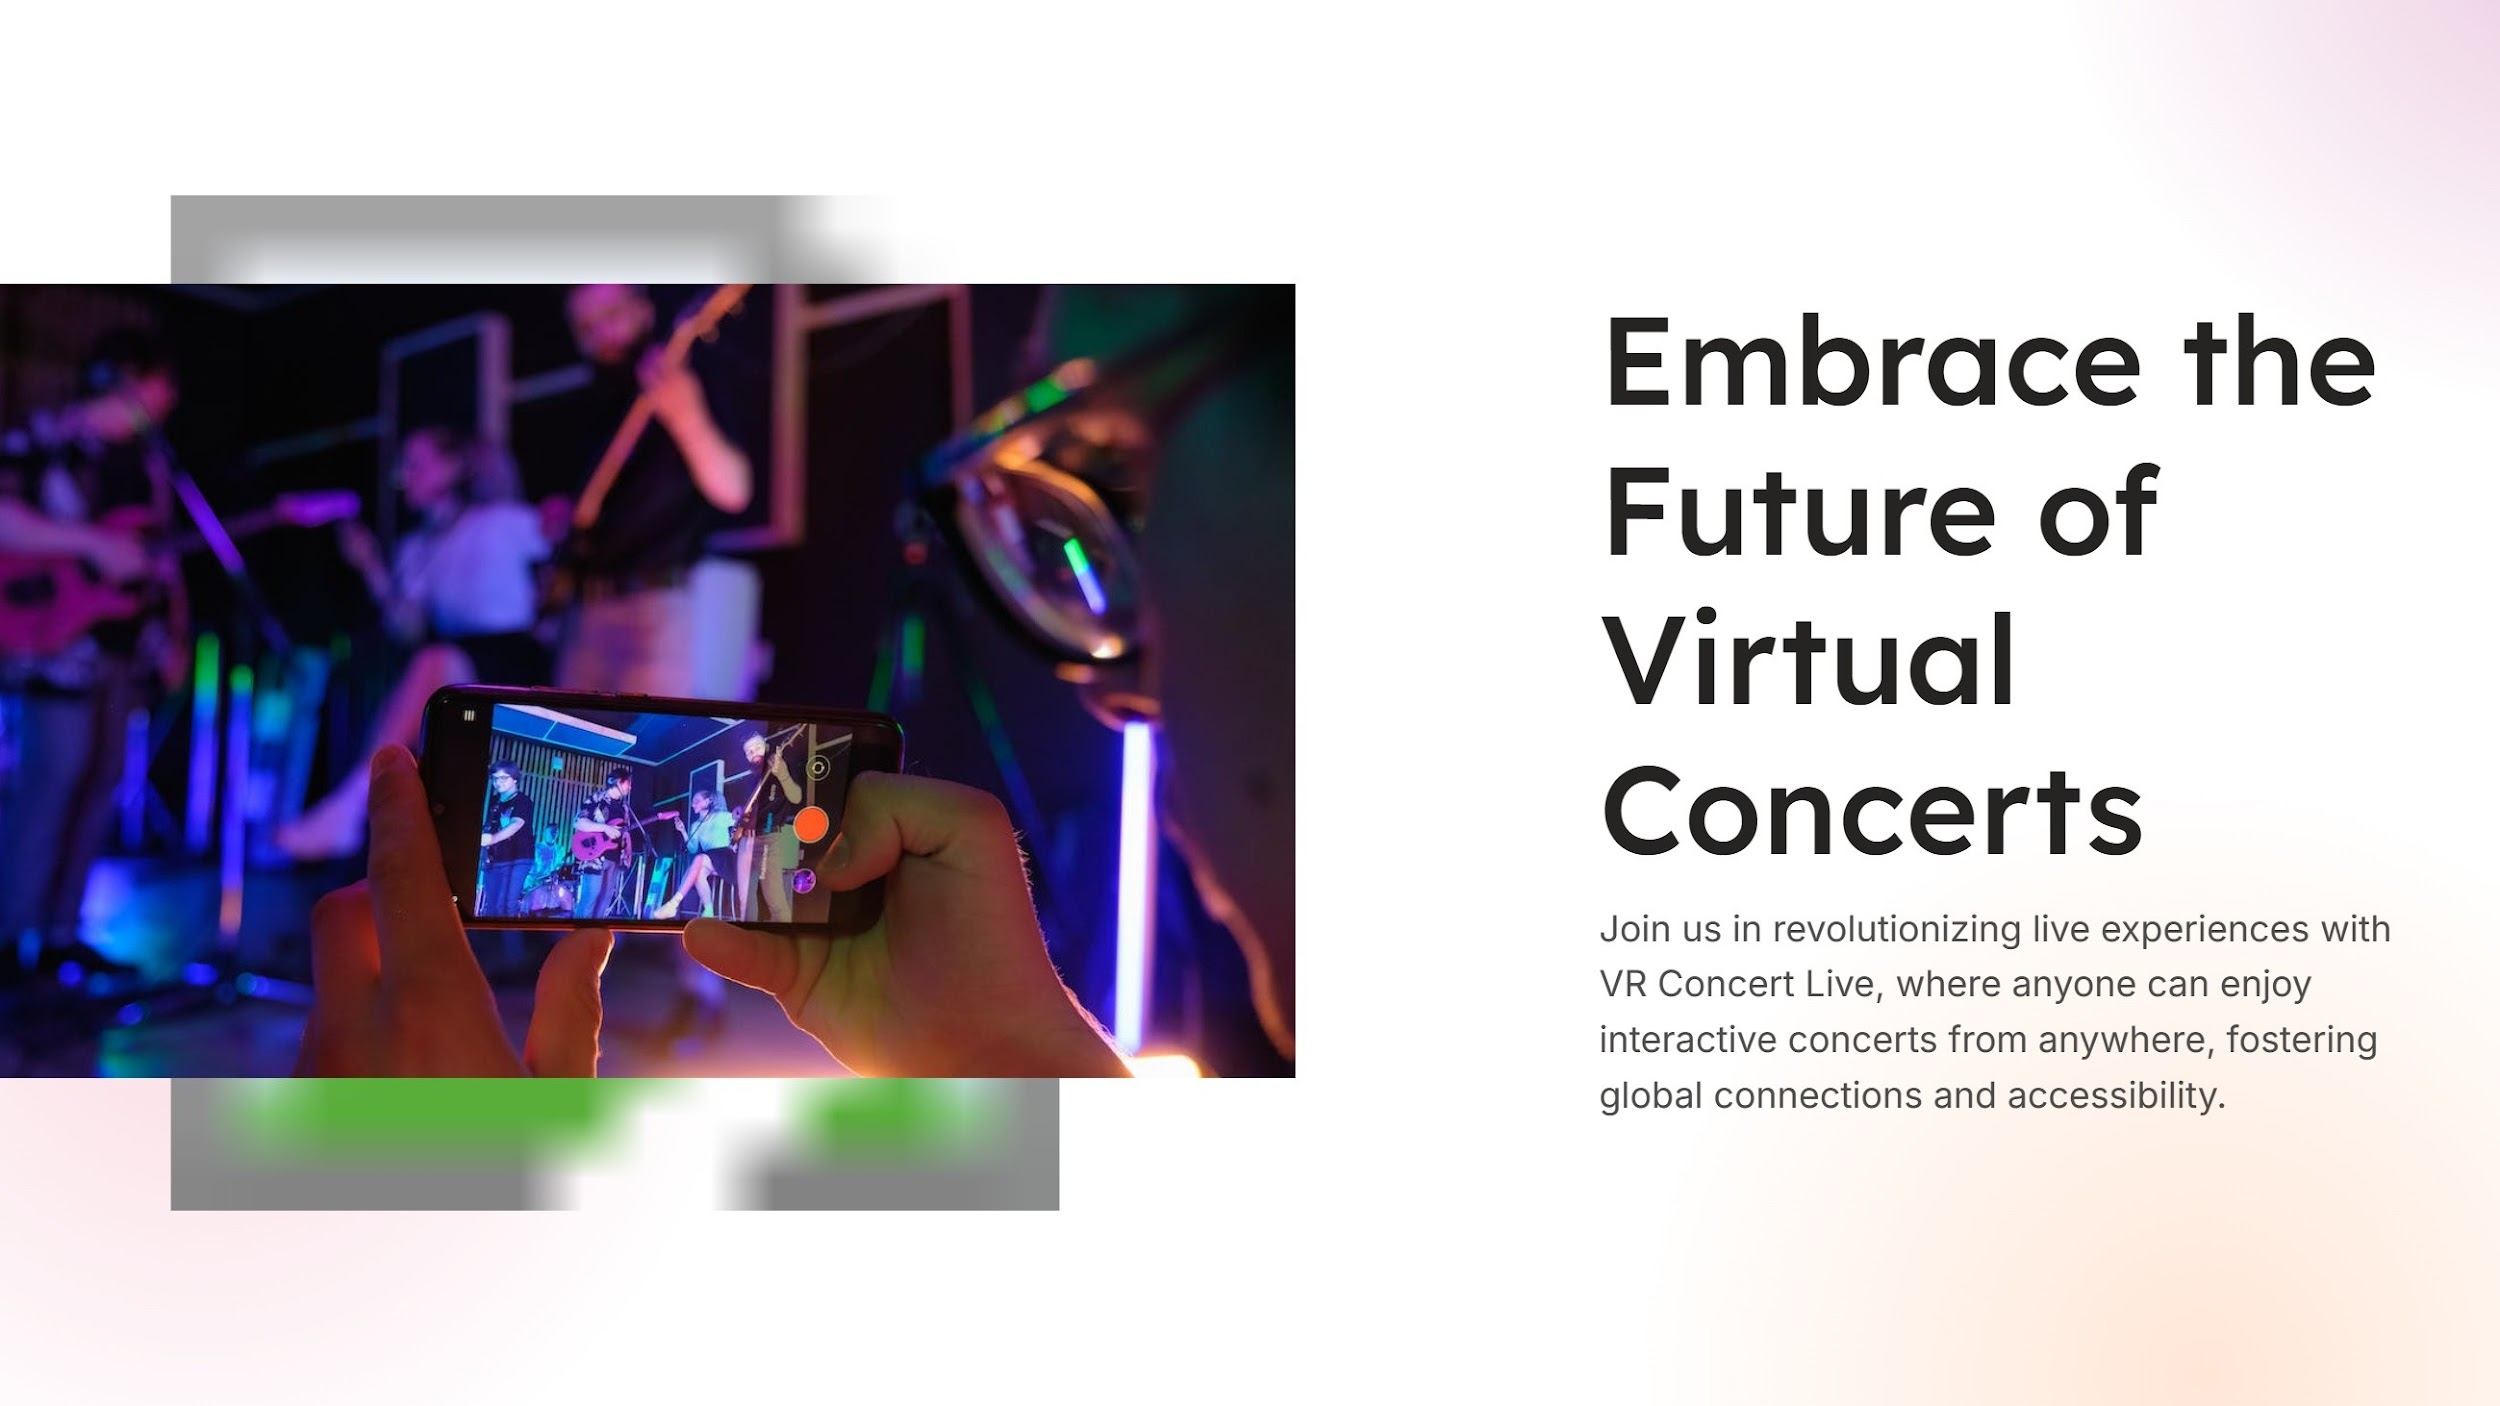 Embrace the
Future of
Virtual
Concerts
Join us in revolutionizing live experiences with
VR Concert Live, where anyone can enjoy
interactive concerts from anywhere, fostering
global connections and accessibility.